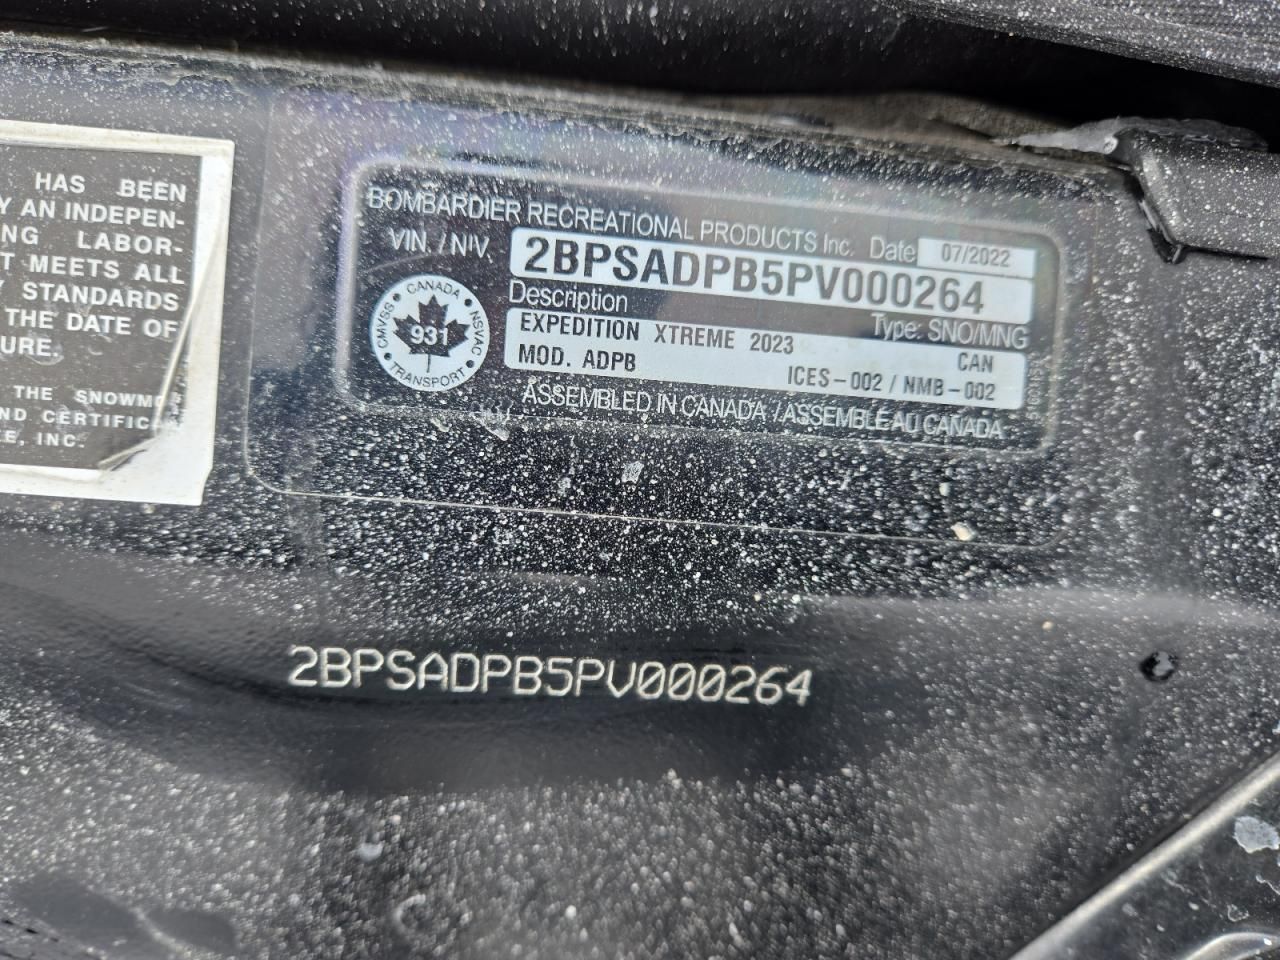 HAS BEEN
Y AN INDEPEN-
NG LABOR-
T MEETS ALL
Y STANDARDS
THE DATE OF
URE.
THE SNOWMO
ND CERTIFICA
E, INC.
BOMBARDIER RECREATIONAL PRODUCTS Inc. Date 07/2022
VIN. / NIV. 2BPSADPB5PV000264
Description Type: SNO/MNG
EXPEDITION XTREME 2023 CAN
MOD. ADPB ICES-002 / NMB-002
ASSEMBLED IN CANADA / ASSEMBLÉ AU CANADA
CANADA
CMVSS 931 NSVAC
TRANSPORT
2BPSADPB5PV000264